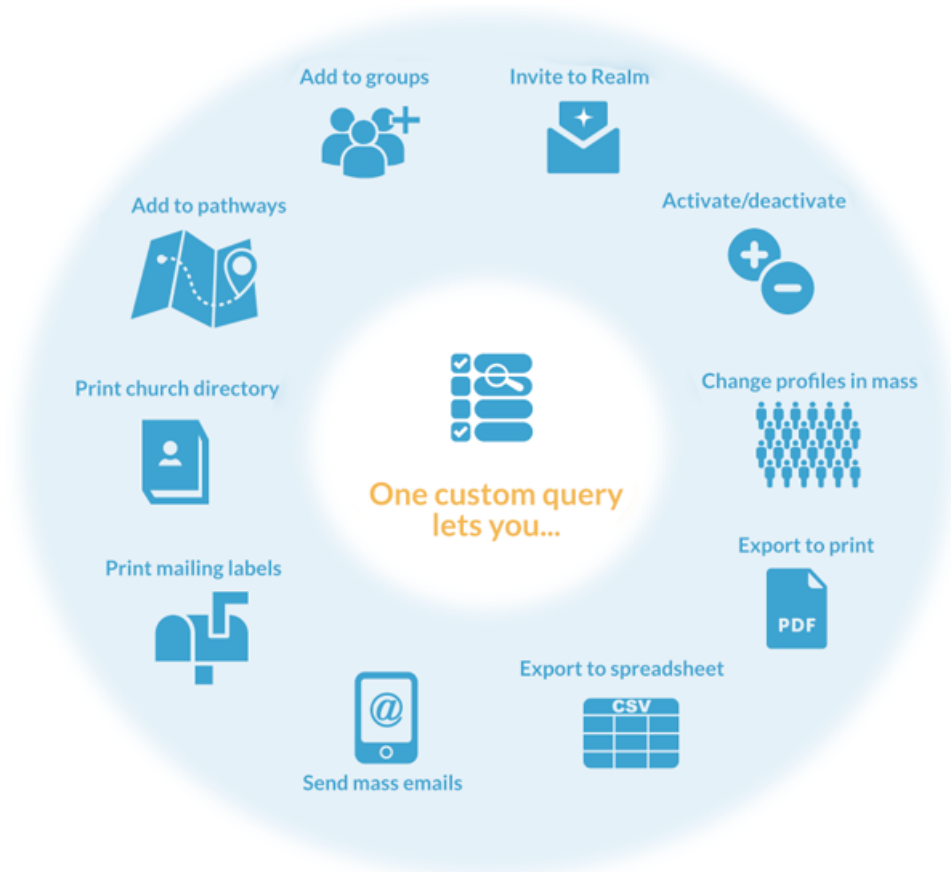 Add to groups
Invite to Realm
Add to pathways
Activate/deactivate
Print church directory
Change profiles in mass
One custom query
lets you...
Export to print
PDF
Print mailing labels
Export to spreadsheet
CSV
@
Send mass emails